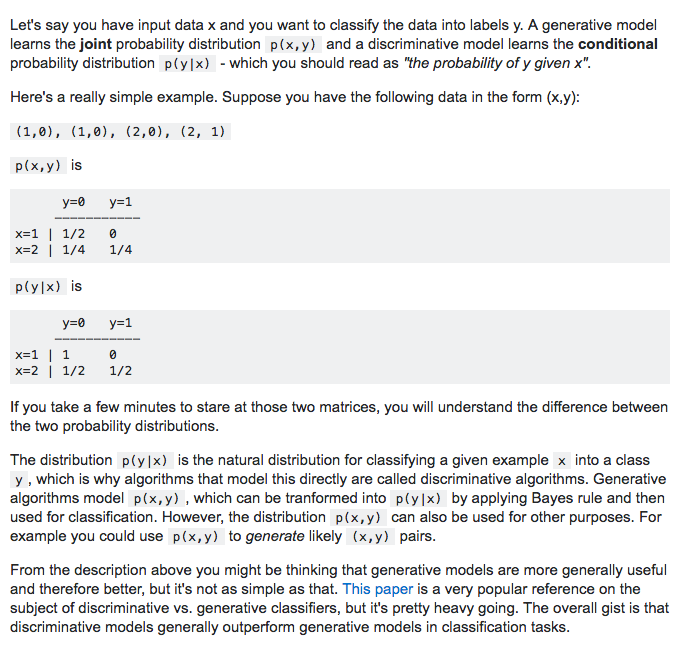 Let's say you have input data x and you want to classify the data into labels y. A generative model
learns the joint probability distribution p(x,y) and a discriminative model learns the conditional
probability distribution p(y|x) - which you should read as "the probability of y given x".
Here's a really simple example. Suppose you have the following data in the form (x,y):
(1,0), (1,0), (2,0), (2, 1)
p(x,y) is
y=0 y=1
-----------
x=1 | 1/2 0
x=2 | 1/4 1/4
p(y|x) is
y=0 y=1
-----------
x=1 | 1 0
x=2 | 1/2 1/2
If you take a few minutes to stare at those two matrices, you will understand the difference between
the two probability distributions.
The distribution p(y|x) is the natural distribution for classifying a given example x into a class
y, which is why algorithms that model this directly are called discriminative algorithms. Generative
algorithms model p(x,y), which can be tranformed into p(y|x) by applying Bayes rule and then
used for classification. However, the distribution p(x,y) can also be used for other purposes. For
example you could use p(x,y) to generate likely (x,y) pairs.
From the description above you might be thinking that generative models are more generally useful
and therefore better, but it's not as simple as that. This paper is a very popular reference on the
subject of discriminative vs. generative classifiers, but it's pretty heavy going. The overall gist is that
discriminative models generally outperform generative models in classification tasks.